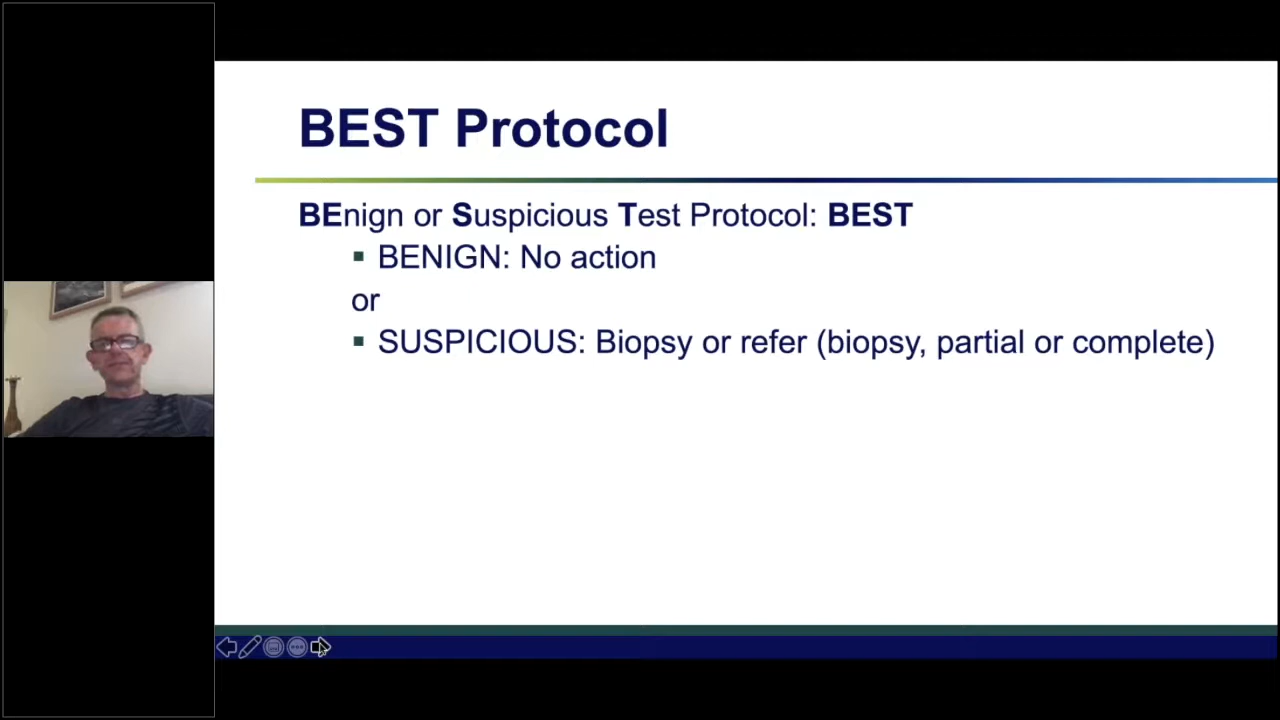 BEST Protocol
BEnign or Suspicious Test Protocol: BEST
▪ BENIGN: No action
or
▪ SUSPICIOUS: Biopsy or refer (biopsy, partial or complete)